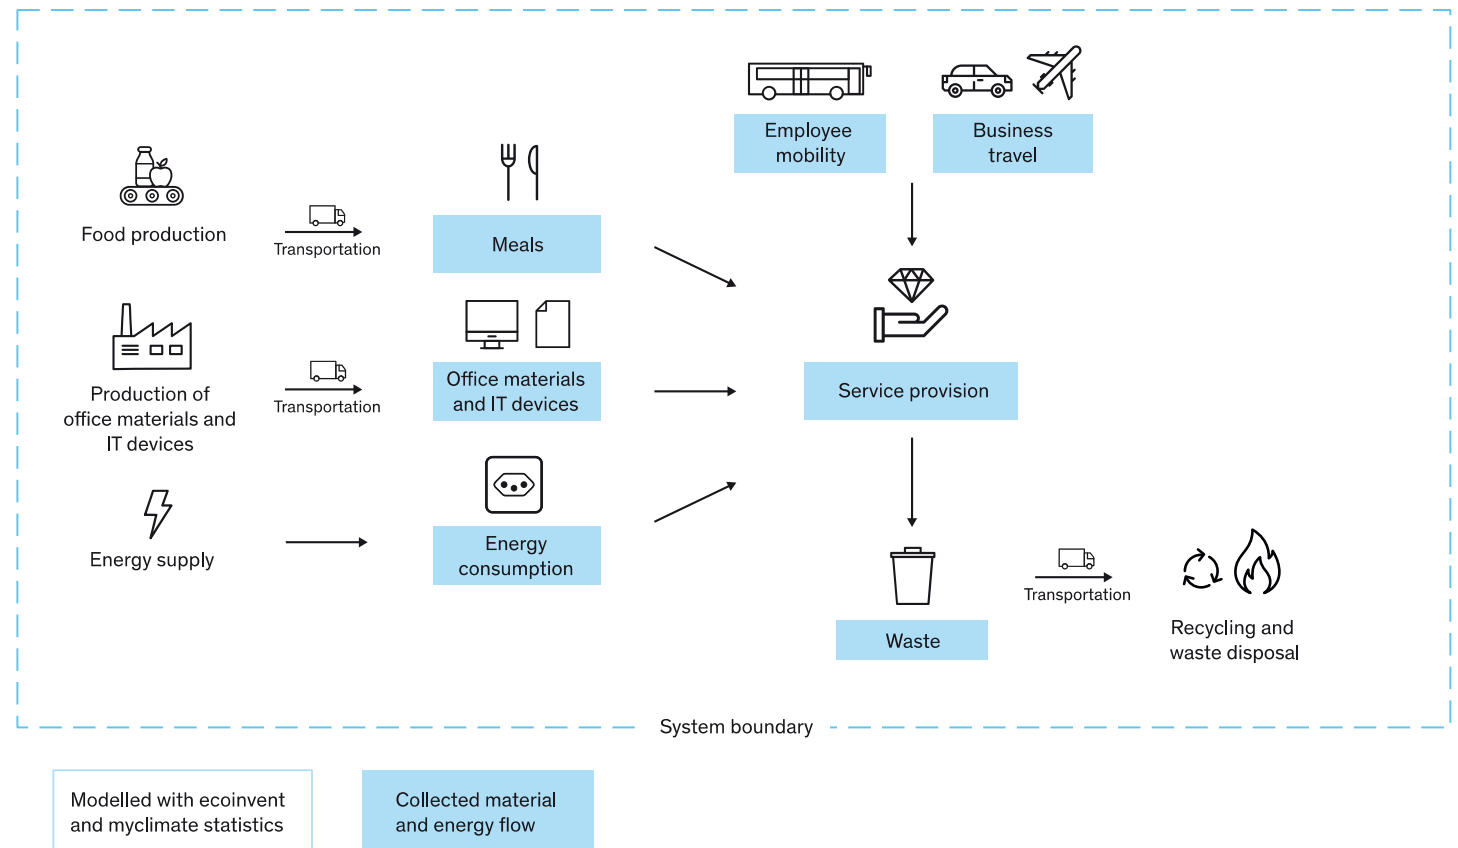 Employee
mobility
Business
travel
Food production
Transportation
Meals
Production of
office materials and
IT devices
Transportation
Office materials
and IT devices
Service provision
Energy supply
Energy
consumption
Waste
Transportation
Recycling and
waste disposal
System boundary
Modelled with ecoinvent
and myclimate statistics
Collected material
and energy flow